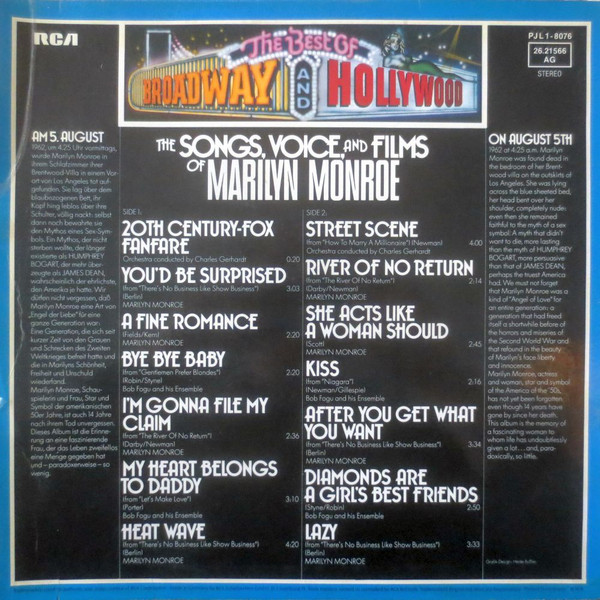 RCA
The Best Of
BROADWAY
AND
HOLLYWOOD
PJL 1-8076
26.21566
AG
STEREO
THE SONGS, VOICE, AND FILMS
OF MARILYN MONROE
AM 5. AUGUST
1962, um 4.25 Uhr vormittags,
wurde Marilyn Monroe in
ihrem Schlafzimmer ihrer
Brentwood-Villa in einem Vor-
ort von Los Angeles tot auf-
gefunden. Sie lag über dem
blaubezogenen Bett, ihr
Kopf hing leblos über ihre
Schulter, völlig nackt: selbst
dann noch bewahrte sie
den Mythos eines Sex-Sym-
bols. Ein Mythos, der nicht
sterben wollte, der länger
existierte als HUMPHREY
BOGART, der mehr über-
zeugte als JAMES DEAN,
wahrscheinlich der ehrlichste,
den Amerika je hatte. Wir
dürfen nicht vergessen, daß
Marilyn Monroe eine Art von
„Engel der Liebe" für eine
ganze Generation war:
Eine Generation, die sich seit
kurzer Zeit von den Grauen
und Schrecken des Zweiten
Weltkrieges befreit hatte und
die in Marilyns Schönheit,
Freiheit und Unschuld
wiederfand.
Marilyn Monroe, Schau-
spielerin und Frau, Star und
Symbol der amerikanischen
50er Jahre, ist auch 14 Jahre
nach ihrem Tod unvergessen.
Dieses Album ist die Erinne-
rung an eine faszinierende
Frau, der das Leben zweifellos
eine Menge gegeben hat
und – paradoxerweise – so
wenig.
SIDE 1:
20TH CENTURY-FOX
FANFARE
Orchestra conducted by Charles Gerhardt 0:20
YOU'D BE SURPRISED
(from "There's No Business Like Show Business") 3:03
(Berlin)
MARILYN MONROE
A FINE ROMANCE
(Fields/Kern) 2:20
MARILYN MONROE
BYE BYE BABY
(from "Gentlemen Prefer Blondes") 2:20
(Robin/Styne)
Bob Fogu and his Ensemble
I'M GONNA FILE MY
CLAIM
(from "The River Of No Return") 2:36
(Darby/Newman)
MARILYN MONROE
MY HEART BELONGS
TO DADDY
(from "Let's Make Love") 3:10
(Porter)
Bob Fogu and his Ensemble
HEAT WAVE
(from "There's No Business Like Show Business") 4:20
(Berlin)
MARILYN MONROE
SIDE 2:
STREET SCENE
(from "How To Marry A Millionaire") (Newman) 4.00
Orchestra conducted by Charles Gerhardt
RIVER OF NO RETURN
(from "The River Of No Return") 2:14
(Darby/Newman)
MARILYN MONROE
SHE ACTS LIKE
A WOMAN SHOULD
(Scott) 2:45
MARILYN MONROE
KISS
(from "Niagara") 2:16
(Newman/Gillespie)
Bob Fogu and his Ensemble
AFTER YOU GET WHAT
YOU WANT
(from "There's No Business Like Show Business") 3:34
(Berlin)
MARILYN MONROE
DIAMONDS ARE
A GIRL'S BEST FRIENDS
(Styne/Robin) 2:50
Bob Fogu and his Ensemble
LAZY
(from "There's No Business Like Show Business") 3:33
(Berlin)
MARILYN MONROE
ON AUGUST 5TH
1962 at 4:25 a.m. Marilyn
Monroe was found dead in
the bedroom of her Brent-
wood villa on the outskirts
of Los Angeles. She was lying
across the blue sheeted bed,
her head bent over her
shoulder, completely nude:
even then she remained
faithful to the myth of a sex
symbol. A myth that didn't
want to die, more lasting
than the myth of HUMPHREY
BOGART, more persuasive
than that of JAMES DEAN,
perhaps the truest America
had. We must not forget
that Marilyn Monroe was a
kind of "Angel of Love" for
an entire generation: a
generation that had freed
itself a shortwhile before of
the horrors and miseries of
the Second World War and
that refound in the beauty
of Marilyn's face liberty
and innocence.
Marilyn Monroe, actress
and woman, star and symbol
of the America of the '50s,
has not yet been forgotten
even though 14 years have
gone by since her death.
This album is the memory of
a fascinating woman to
whom life has undoubtlessly
given a lot... and, para-
doxically, so little.